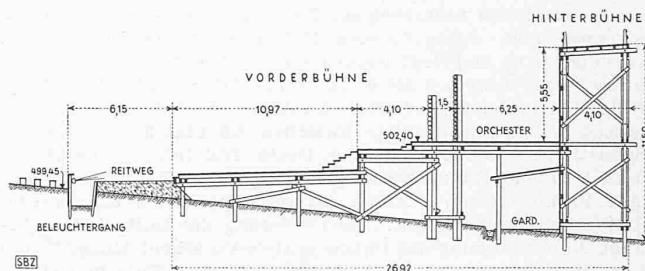 HINTERBÜHNE
VORDERBÜHNE
6,15
10,97
4,10
1,5
6,25
5,55
4,10
502,40
ORCHESTER
499,45
REITWEG
BELEUCHTERGANG
GARD.
SBZ
26,92